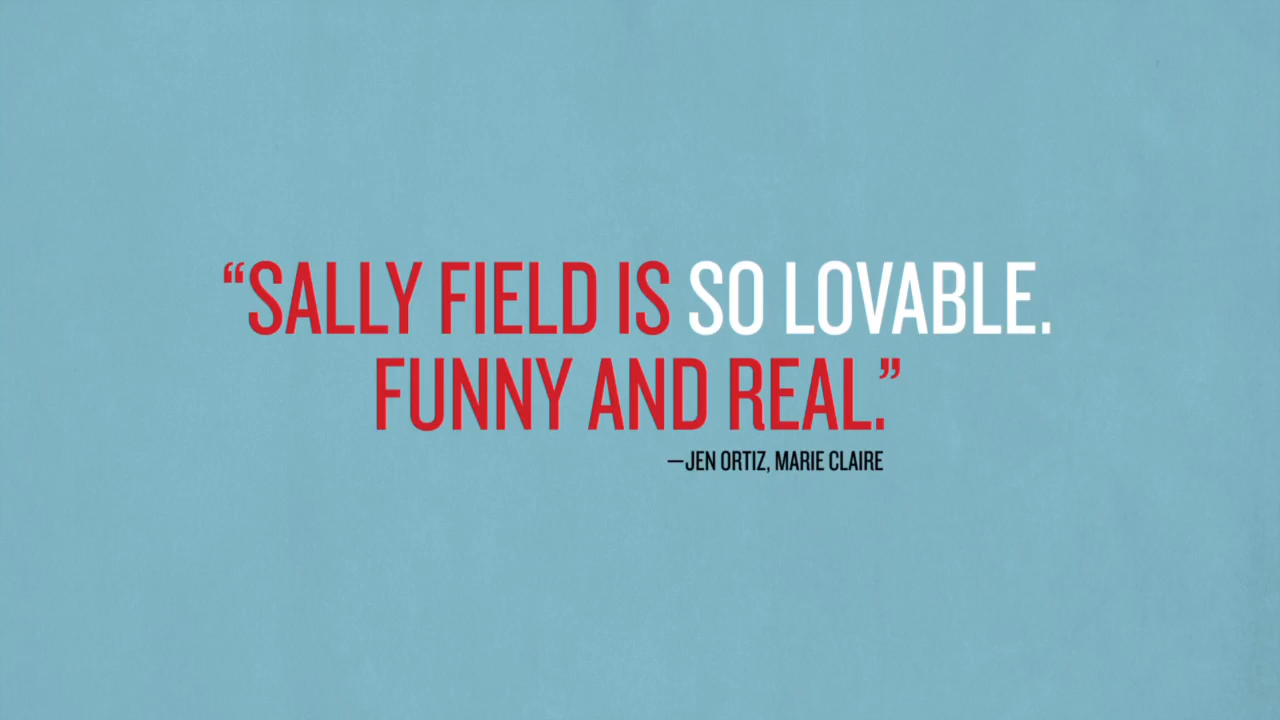 “SALLY FIELD IS SO LOVABLE.
FUNNY AND REAL.”
—JEN ORTIZ, MARIE CLAIRE